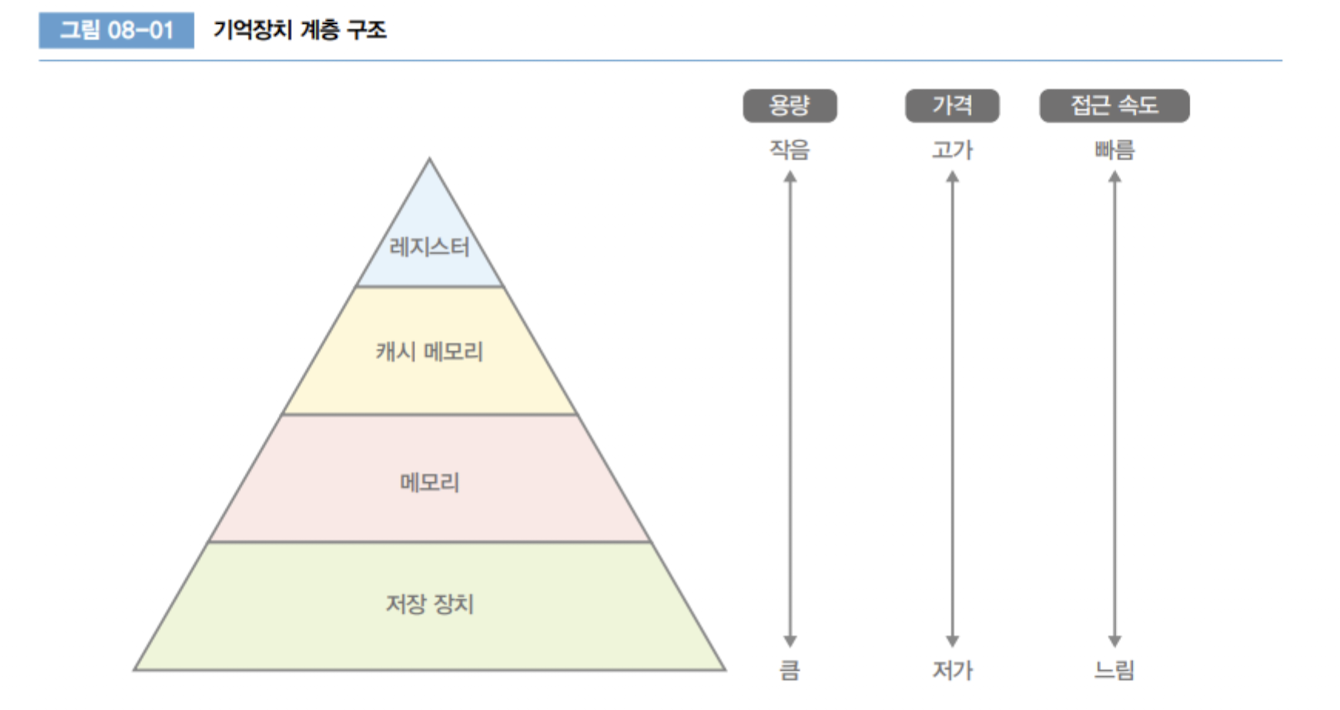 그림 08-01 기억장치 계층 구조
용량 가격 접근 속도
작음 고가 빠름
레지스터
캐시 메모리
메모리
저장 장치
큼 저가 느림